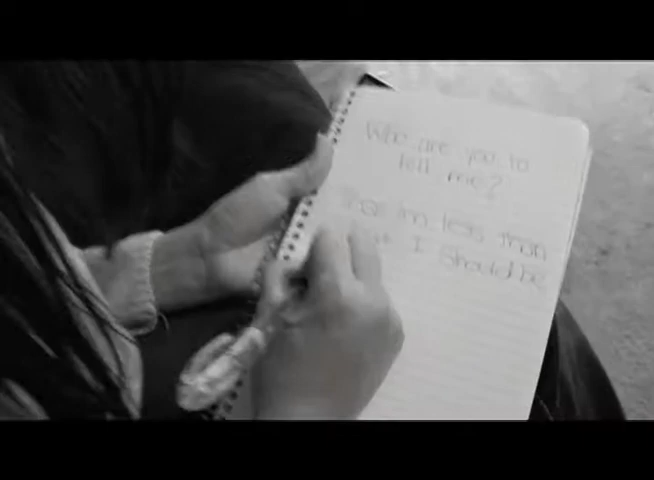 Who are you to
tell me?
I'm less than
I should be